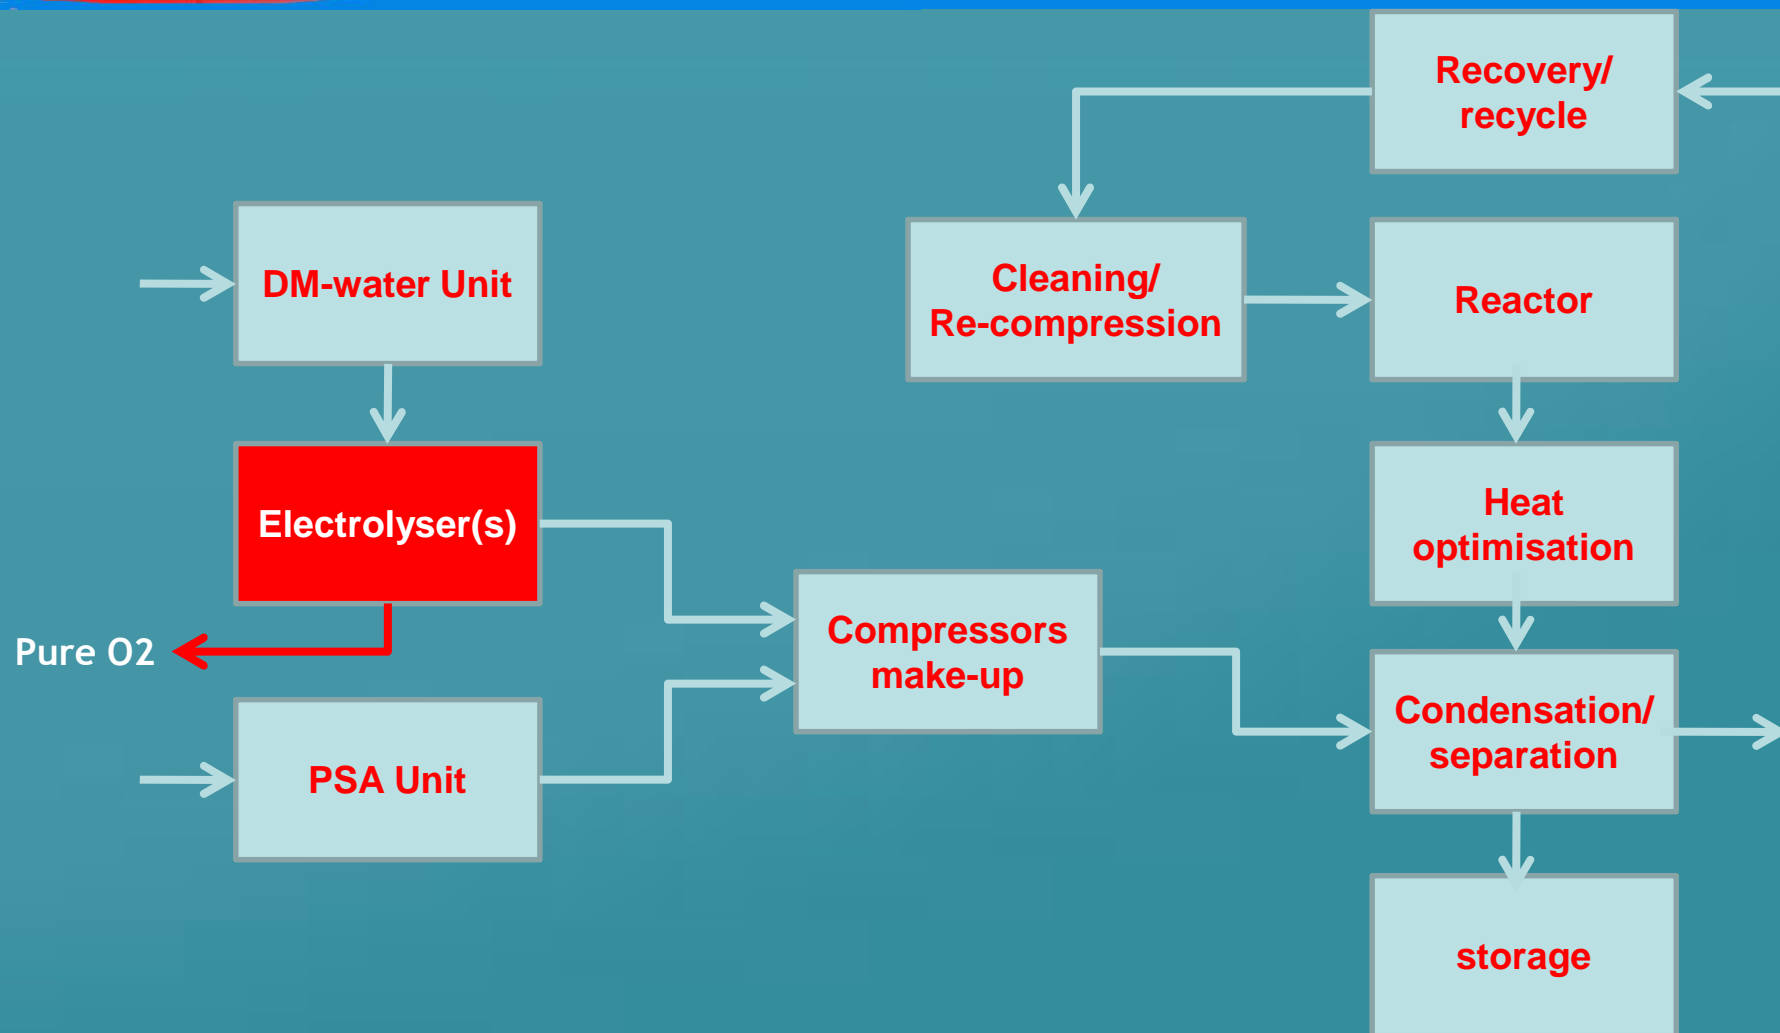 Recovery/
recycle
DM-water Unit
Cleaning/
Re-compression
Reactor
Electrolyser(s)
Heat
optimisation
Pure O2
Compressors
make-up
Condensation/
separation
PSA Unit
storage